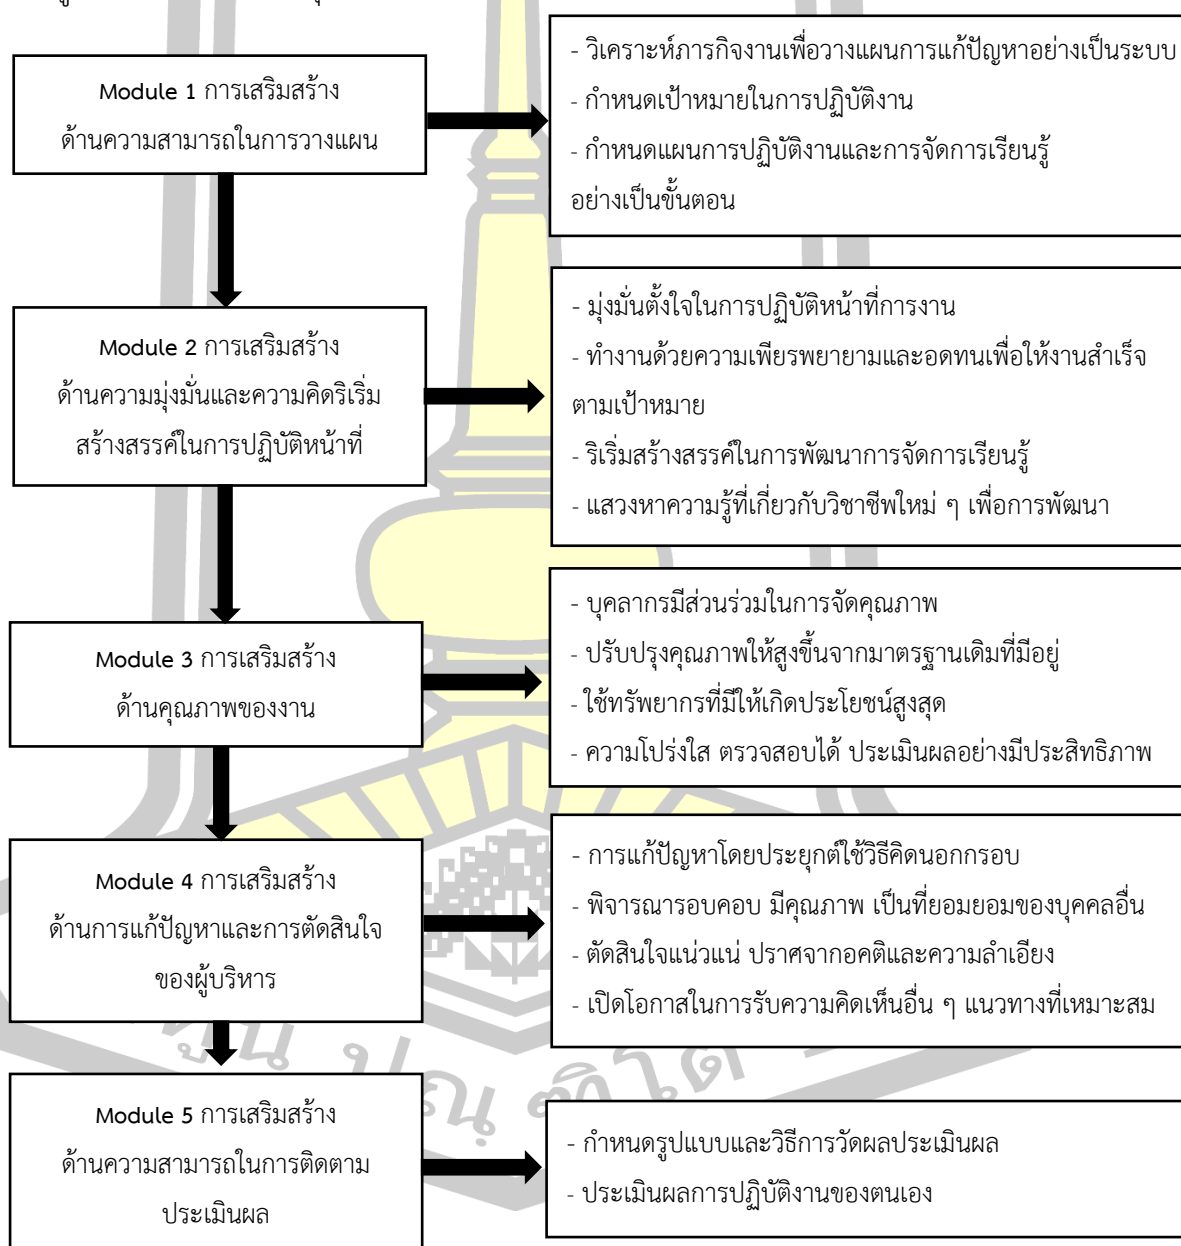 Module 1 การเสริมสร้าง
ด้านความสามารถในการวางแผน
- วิเคราะห์ภารกิจงานเพื่อวางแผนการแก้ปัญหาอย่างเป็นระบบ
- กำหนดเป้าหมายในการปฏิบัติงาน
- กำหนดแผนการปฏิบัติงานและการจัดการเรียนรู้
อย่างเป็นขั้นตอน
Module 2 การเสริมสร้าง
ด้านความมุ่งมั่นและความคิดริเริ่ม
สร้างสรรค์ในการปฏิบัติหน้าที่
- มุ่งมั่นตั้งใจในการปฏิบัติหน้าที่การงาน
- ทำงานด้วยความเพียรพยายามและอดทนเพื่อให้งานสำเร็จ
ตามเป้าหมาย
- ริเริ่มสร้างสรรค์ในการพัฒนาการจัดการเรียนรู้
- แสวงหาความรู้ที่เกี่ยวกับวิชาชีพใหม่ ๆ เพื่อการพัฒนา
Module 3 การเสริมสร้าง
ด้านคุณภาพของงาน
- บุคลากรมีส่วนร่วมในการจัดคุณภาพ
- ปรับปรุงคุณภาพให้สูงขึ้นจากมาตรฐานเดิมที่มีอยู่
- ใช้ทรัพยากรที่มีให้เกิดประโยชน์สูงสุด
- ความโปร่งใส ตรวจสอบได้ ประเมินผลอย่างมีประสิทธิภาพ
Module 4 การเสริมสร้าง
ด้านการแก้ปัญหาและการตัดสินใจ
ของผู้บริหาร
- การแก้ปัญหาโดยประยุกต์ใช้วิธีคิดนอกกรอบ
- พิจารณารอบคอบ มีคุณภาพ เป็นที่ยอมยอมของบุคคลอื่น
- ตัดสินใจแน่วแน่ ปราศจากอคติและความลำเอียง
- เปิดโอกาสในการรับความคิดเห็นอื่น ๆ แนวทางที่เหมาะสม
Module 5 การเสริมสร้าง
ด้านความสามารถในการติดตาม
ประเมินผล
- กำหนดรูปแบบและวิธีการวัดผลประเมินผล
- ประเมินผลการปฏิบัติงานของตนเอง